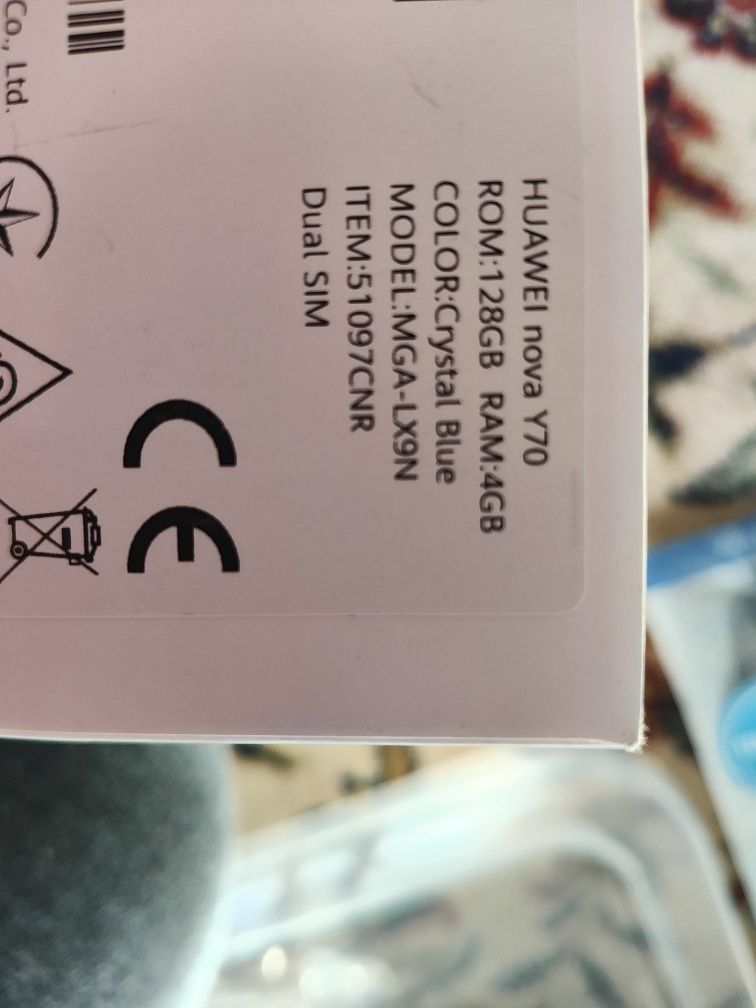 HUAWEI nova Y70
ROM:128GB RAM:4GB
COLOR:Crystal Blue
MODEL:MGA-LX9N
ITEM:51097CNR
Dual SIM
CE
Co., Ltd.